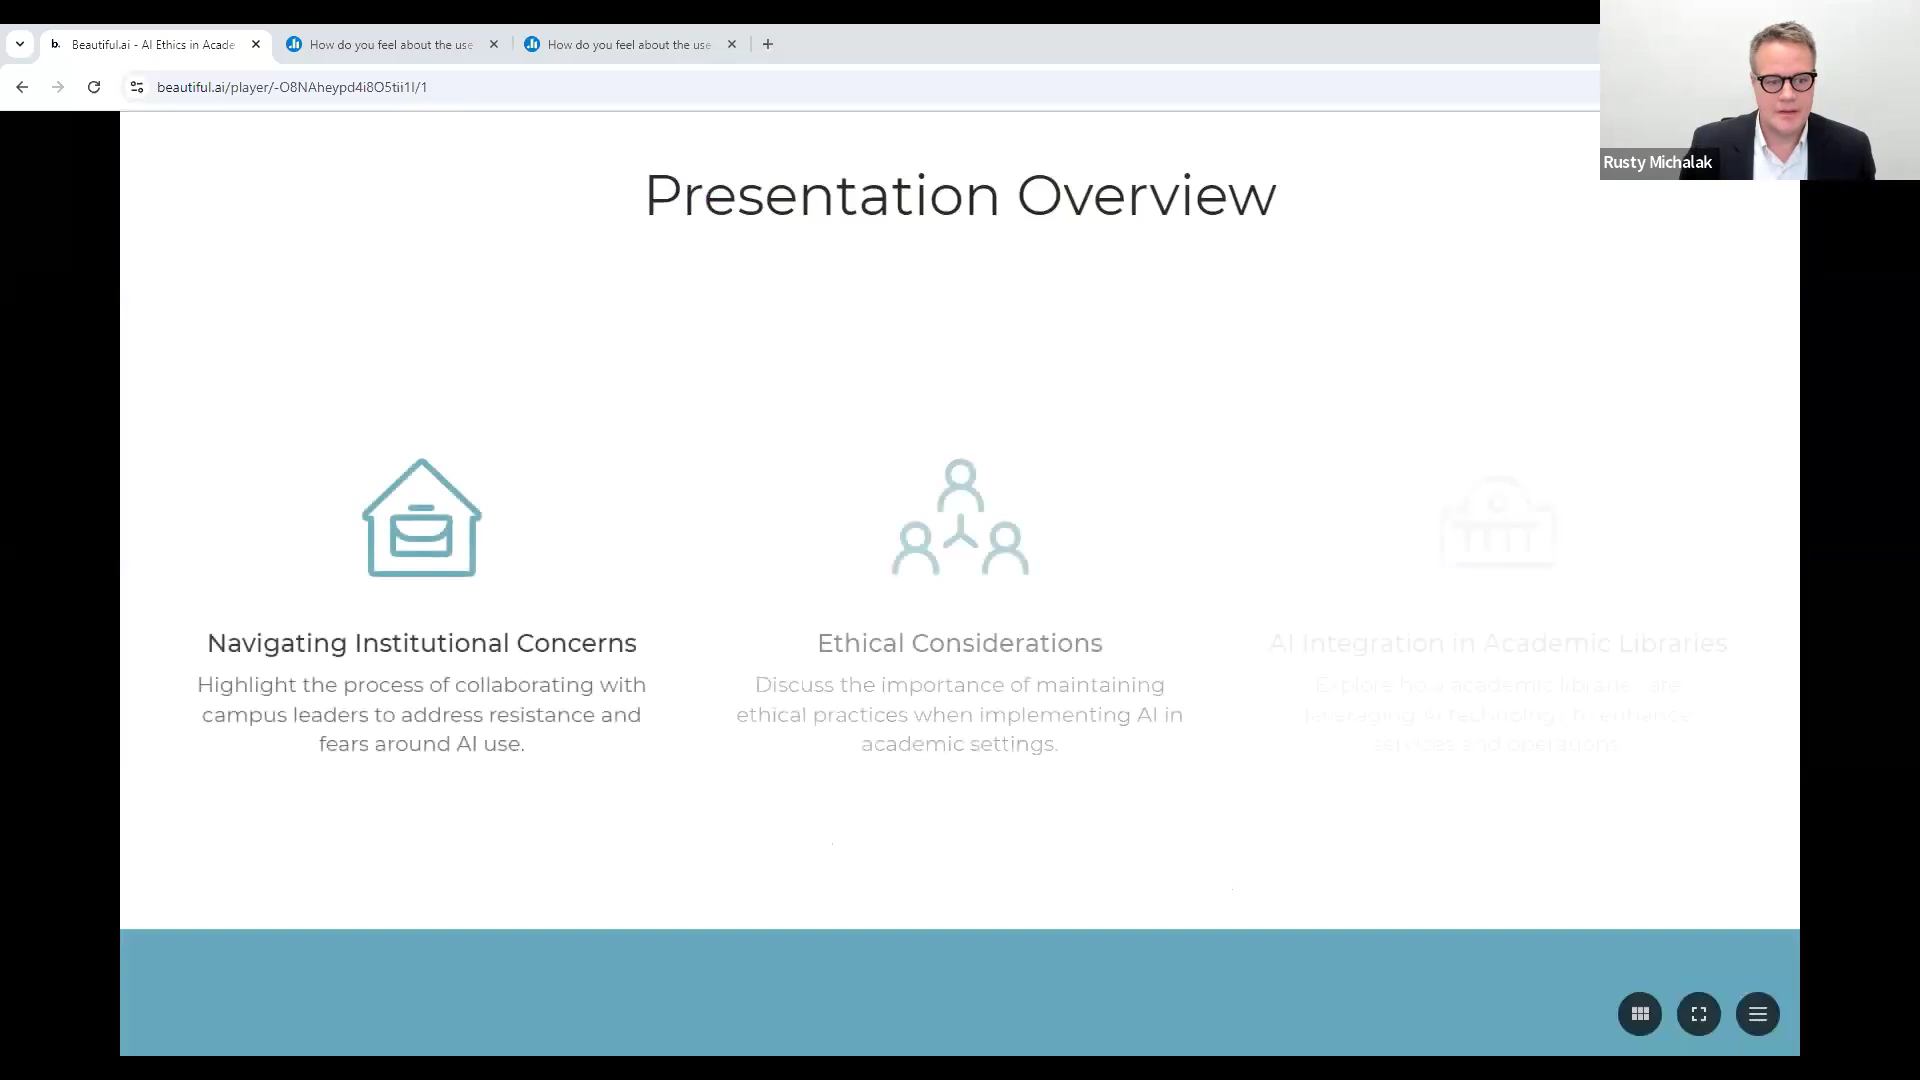 b. Beautiful.ai - AI Ethics in Acade
How do you feel about the use
How do you feel about the use
beautiful.ai/player/-O8NAheypd4i8O5tii1I/1
Rusty Michalak
Presentation Overview
Navigating Institutional Concerns
Highlight the process of collaborating with
campus leaders to address resistance and
fears around AI use.
Ethical Considerations
Discuss the importance of maintaining
ethical practices when implementing AI in
academic settings.
AI Integration in Academic Libraries
Explore how academic libraries are
leveraging AI technology to enhance
services and operations.